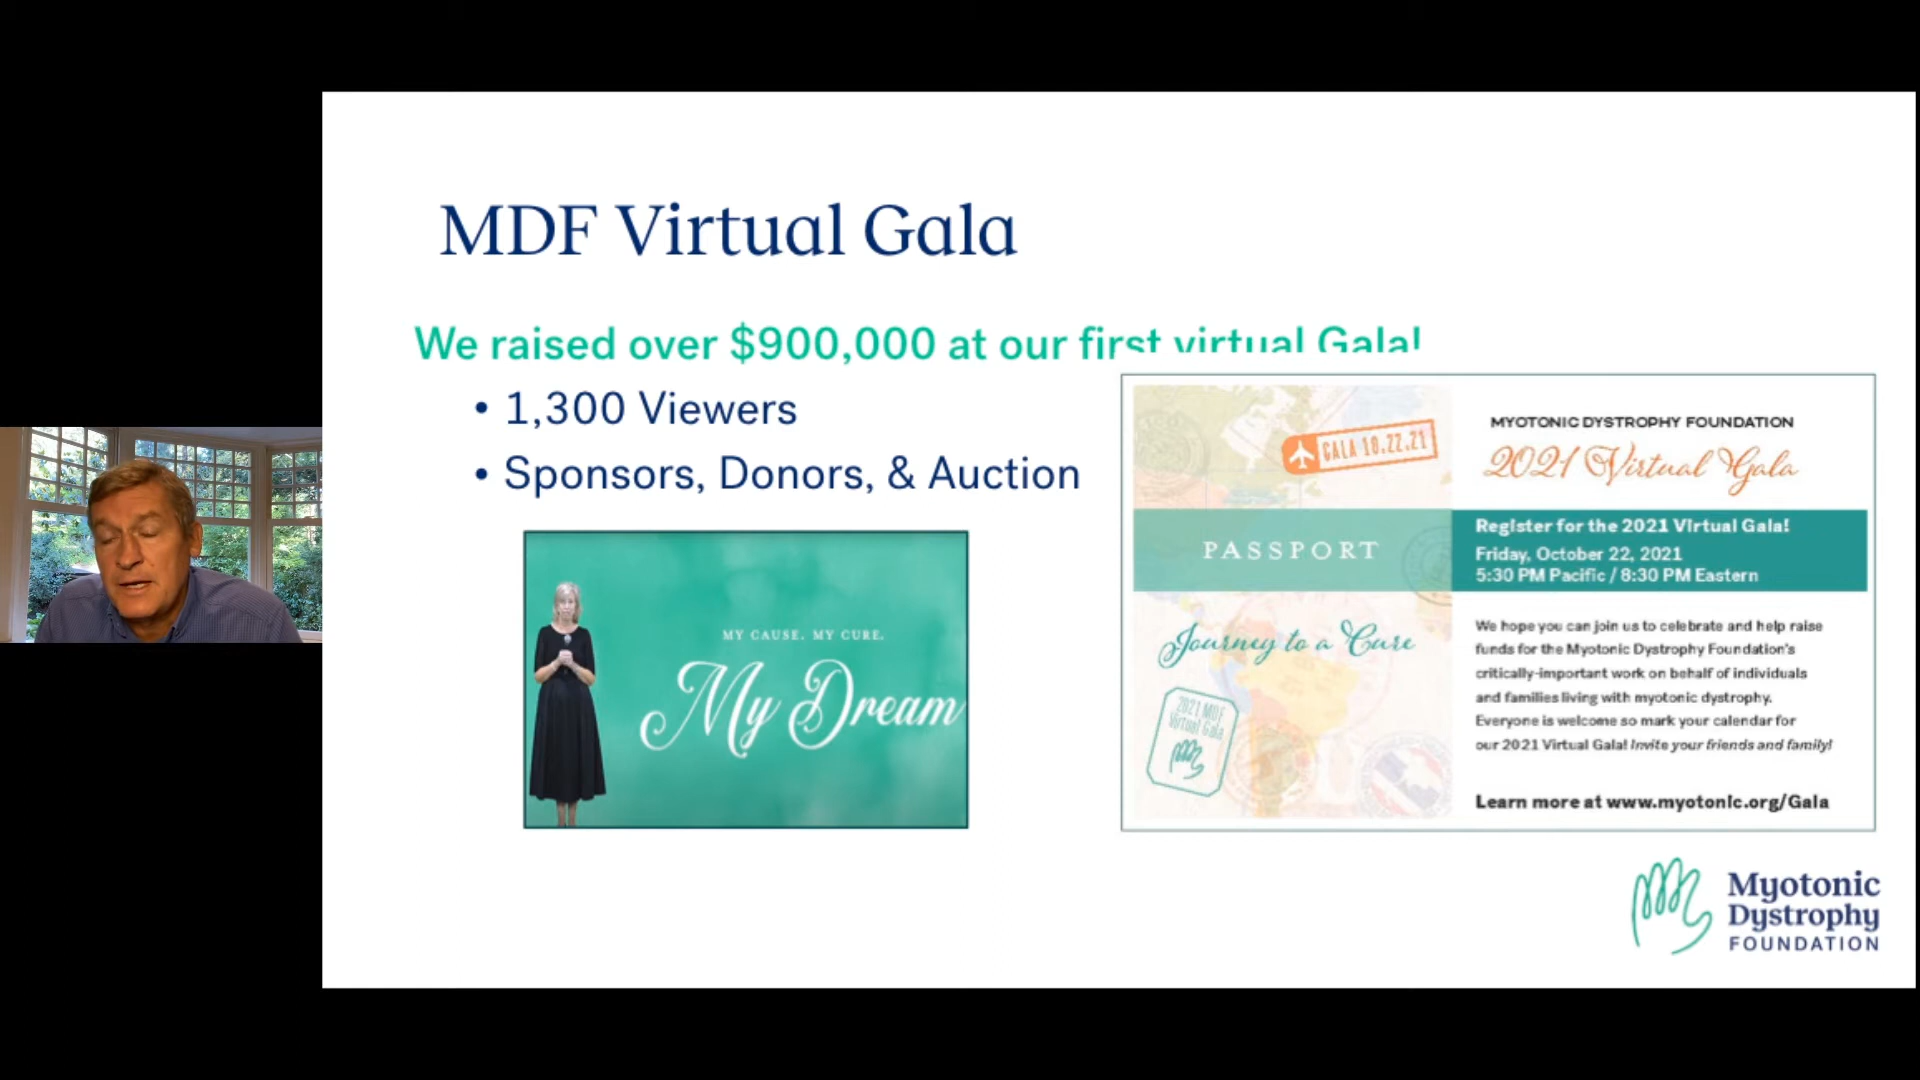 MDF Virtual Gala
We raised over $900,000 at our first virtual Gala!
• 1,300 Viewers
• Sponsors, Donors, & Auction
MY CAUSE. MY CURE.
My Dream
GALA 10.22.21
PASSPORT
Journey to a Cure
2021 MDF
Virtual Gala
MYOTONIC DYSTROPHY FOUNDATION
2021 Virtual Gala
Register for the 2021 Virtual Gala!
Friday, October 22, 2021
5:30 PM Pacific / 8:30 PM Eastern
We hope you can join us to celebrate and help raise
funds for the Myotonic Dystrophy Foundation's
critically-important work on behalf of individuals
and families living with myotonic dystrophy.
Everyone is welcome so mark your calendar for
our 2021 Virtual Gala! Invite your friends and family!
Learn more at www.myotonic.org/Gala
Myotonic
Dystrophy
FOUNDATION